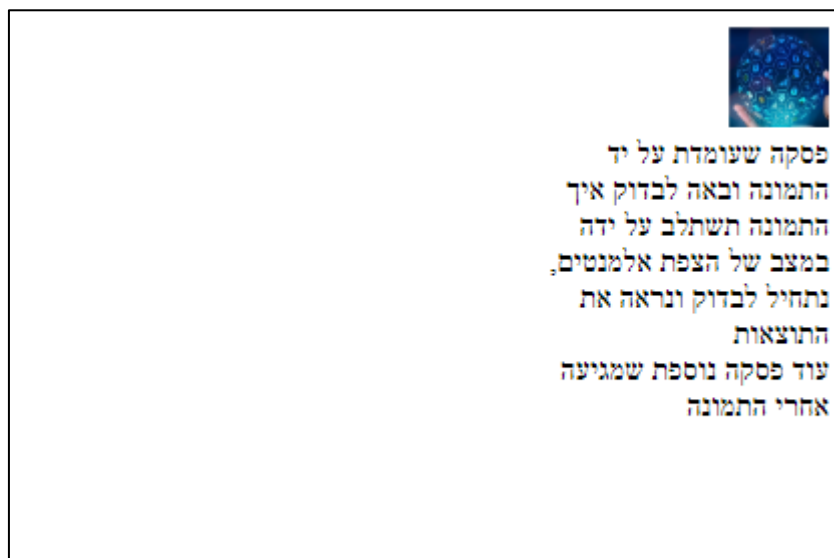 פסקה שעומדת על יד
התמונה ובאה לבדוק איך
התמונה תשתלב על ידה
במצב של הצפת אלמנטים,
נתחיל לבדוק ונראה את
התוצאות
עוד פסקה נוספת שמגיעה
אחרי התמונה